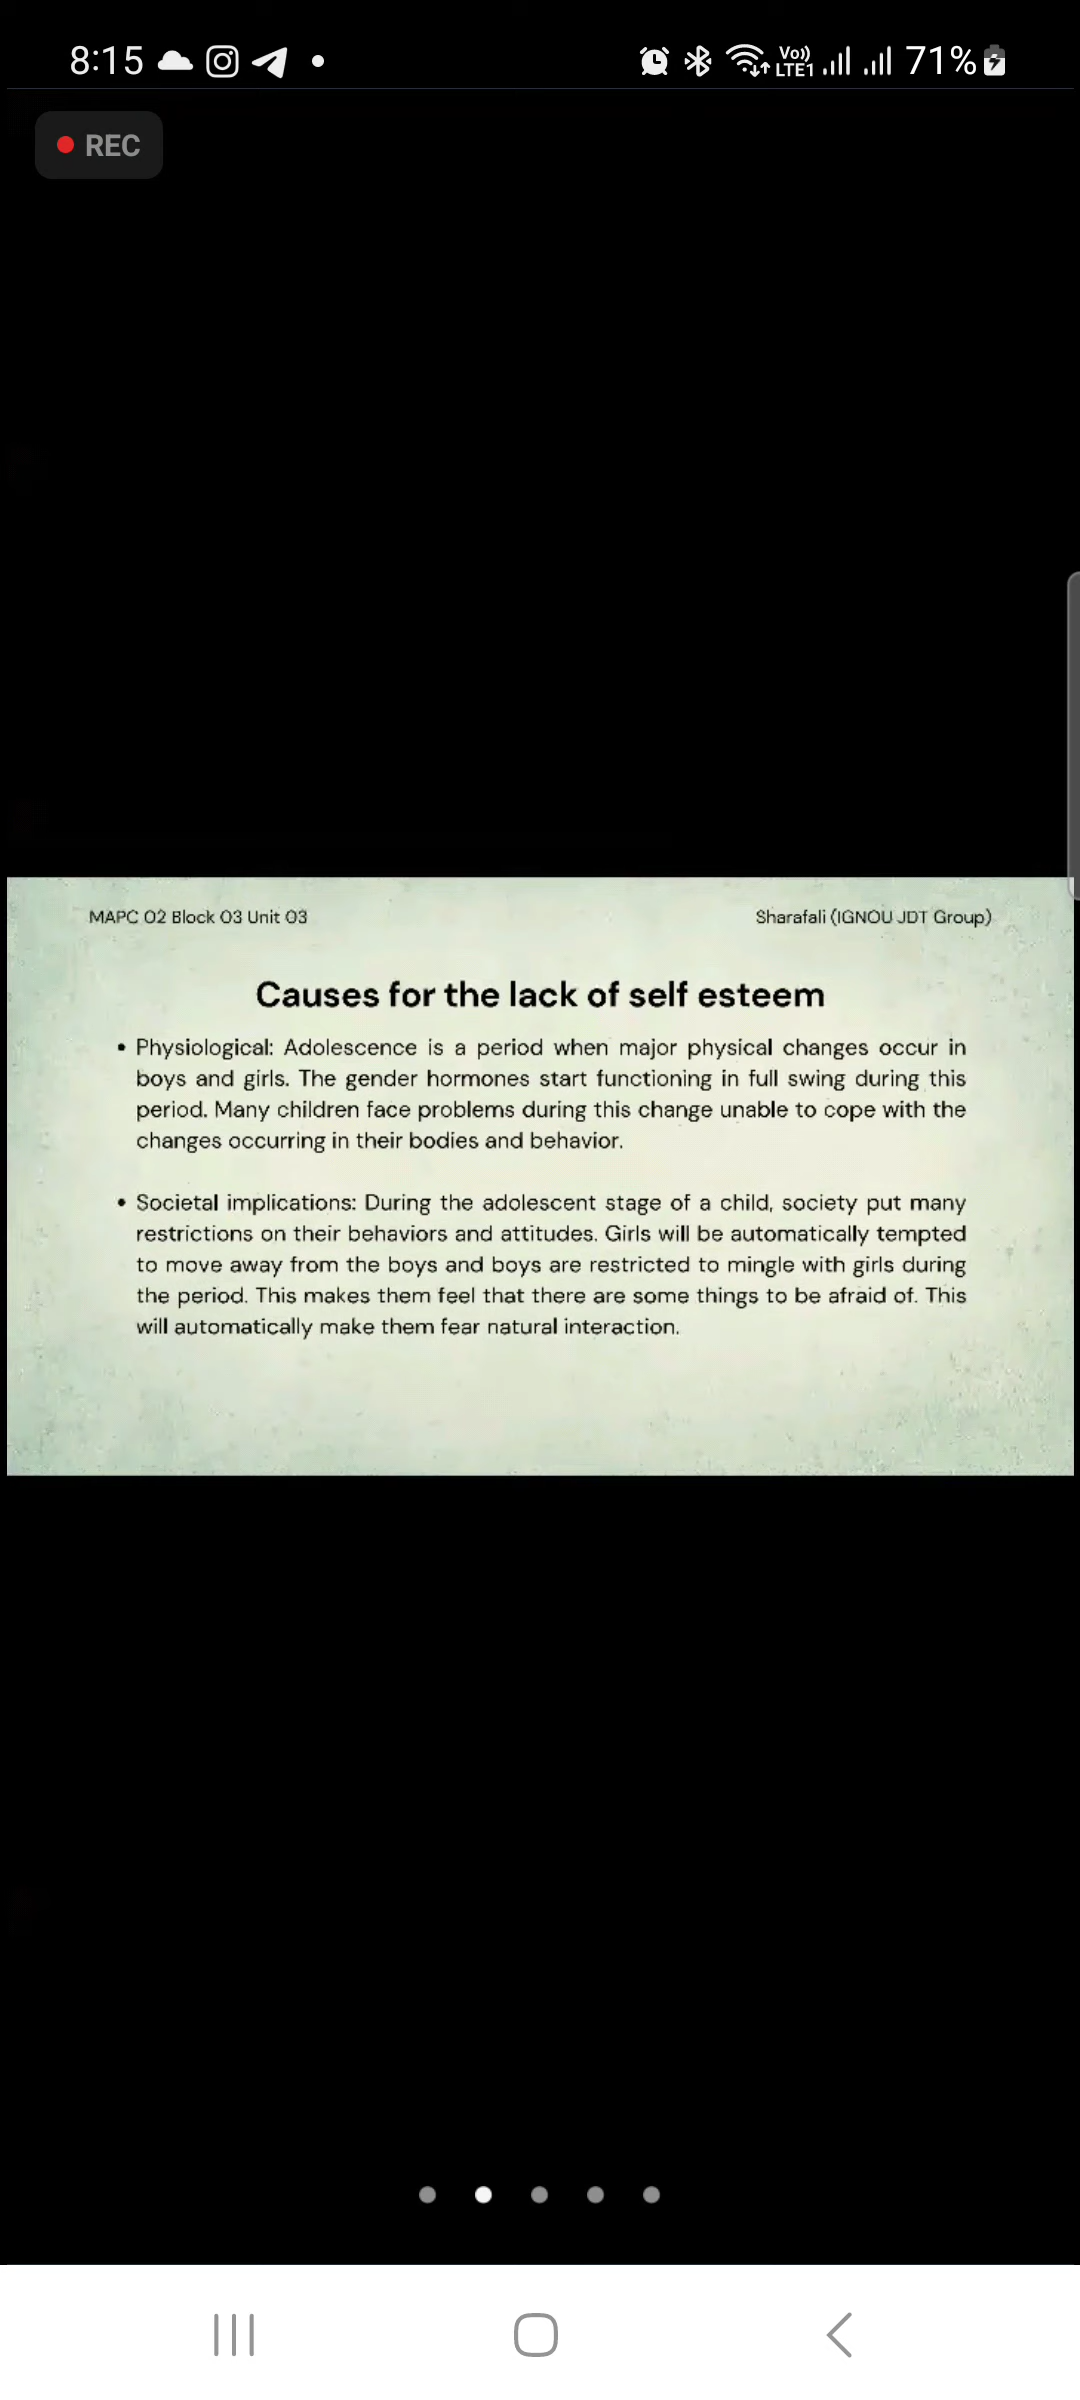 8:15
Vo)) LTE1
71%
REC
MAPC 02 Block 03 Unit 03
Sharafali (IGNOU JDT Group)
Causes for the lack of self esteem
• Physiological: Adolescence is a period when major physical changes occur in
boys and girls. The gender hormones start functioning in full swing during this
period. Many children face problems during this change unable to cope with the
changes occurring in their bodies and behavior.
• Societal implications: During the adolescent stage of a child, society put many
restrictions on their behaviors and attitudes. Girls will be automatically tempted
to move away from the boys and boys are restricted to mingle with girls during
the period. This makes them feel that there are some things to be afraid of. This
will automatically make them fear natural interaction.